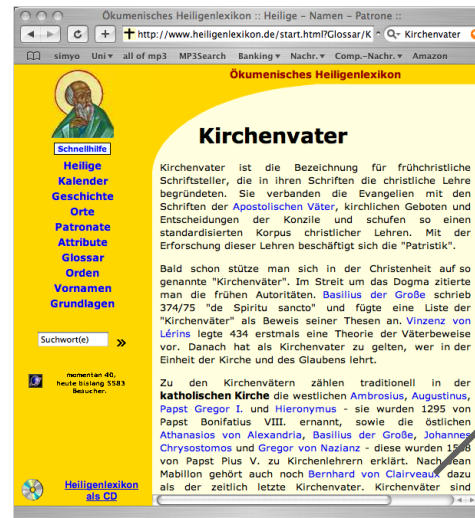 Ökumenisches Heiligenlexikon :: Heilige – Namen – Patrone ::
http://www.heiligenlexikon.de/start.html?Glossar/K
Kirchenvater
simyo Uni all of mp3 MP3Search Banking Nachr. Comp.–Nachr. Amazon
Ökumenisches Heiligenlexikon
Schnellhilfe
Heilige
Kalender
Geschichte
Orte
Patronate
Attribute
Glossar
Orden
Vornamen
Grundlagen
Suchwort(e) »
momentan 40,
heute bislang 5583
Besucher.
Heiligenlexikon
als CD
Kirchenvater
Kirchenvater ist die Bezeichnung für frühchristliche
Schriftsteller, die in ihren Schriften die christliche Lehre
begründeten. Sie verbanden die Evangelien mit den
Schriften der Apostolischen Väter, kirchlichen Geboten und
Entscheidungen der Konzile und schufen so einen
standardisierten Korpus christlicher Lehren. Mit der
Erforschung dieser Lehren beschäftigt sich die "Patristik".
Bald schon stütze man sich in der Christenheit auf so
genannte "Kirchenväter". Im Streit um das Dogma zitierte
man die frühen Autoritäten. Basilius der Große schrieb
374/75 "de Spiritu sancto" und fügte eine Liste der
"Kirchenväter" als Beweis seiner Thesen an. Vinzenz von
Lérins legte 434 erstmals eine Theorie der Väterbeweise
vor. Danach hat als Kirchenvater zu gelten, wer in der
Einheit der Kirche und des Glaubens lehrt.
Zu den Kirchenvätern zählen traditionell in der
katholischen Kirche die westlichen Ambrosius, Augustinus,
Papst Gregor I. und Hieronymus - sie wurden 1295 von
Papst Bonifatius VIII. ernannt, sowie die östlichen
Athanasios von Alexandria, Basilius der Große, Johannes
Chrysostomos und Gregor von Nazianz - diese wurden
von Papst Pius V. zu Kirchenlehrern erklärt. Nach Jean
Mabillon gehört auch noch Bernhard von Clairveaux dazu
als der zeitlich letzte Kirchenvater. Kirchenväter sind